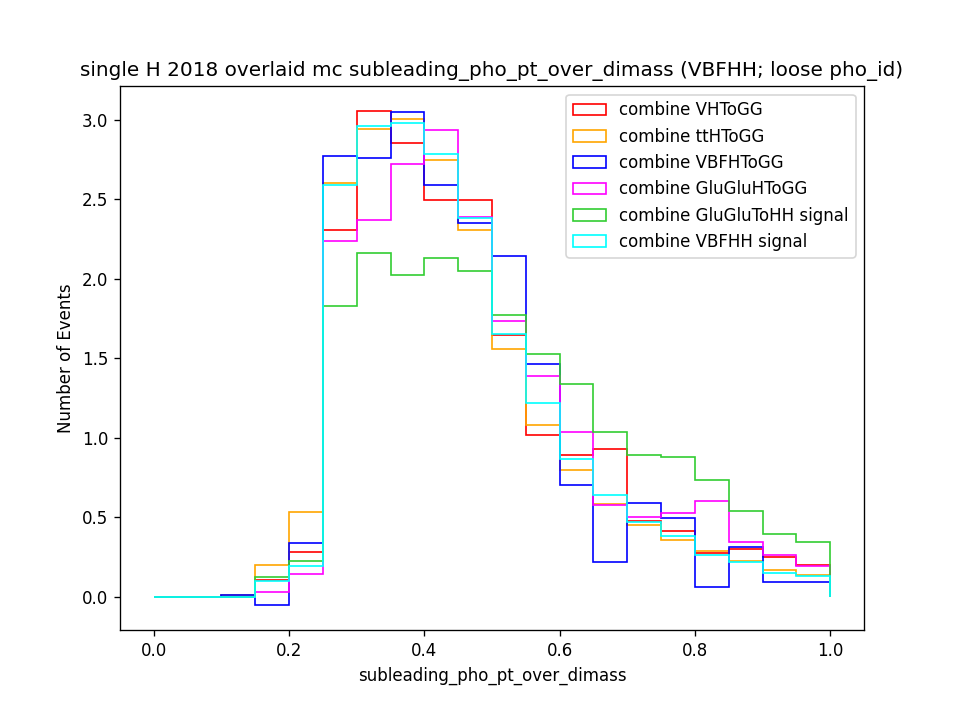 single H 2018 overlaid mc subleading_pho_pt_over_dimass (VBFHH; loose pho_id)
combine VHToGG
combine ttHToGG
combine VBFHToGG
combine GluGluHToGG
combine GluGluToHH signal
combine VBFHH signal
Number of Events
3.0
2.5
2.0
1.5
1.0
0.5
0.0
0.0 0.2 0.4 0.6 0.8 1.0
subleading_pho_pt_over_dimass